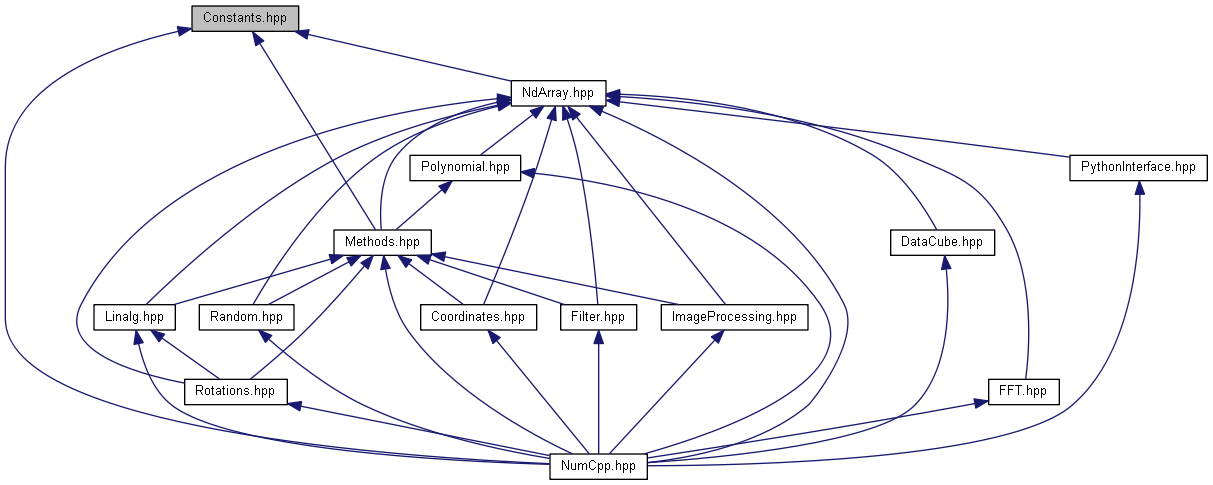 Constants.hpp
NdArray.hpp
Polynomial.hpp
PythonInterface.hpp
Methods.hpp
DataCube.hpp
Linalg.hpp
Random.hpp
Coordinates.hpp
Filter.hpp
ImageProcessing.hpp
Rotations.hpp
FFT.hpp
NumCpp.hpp